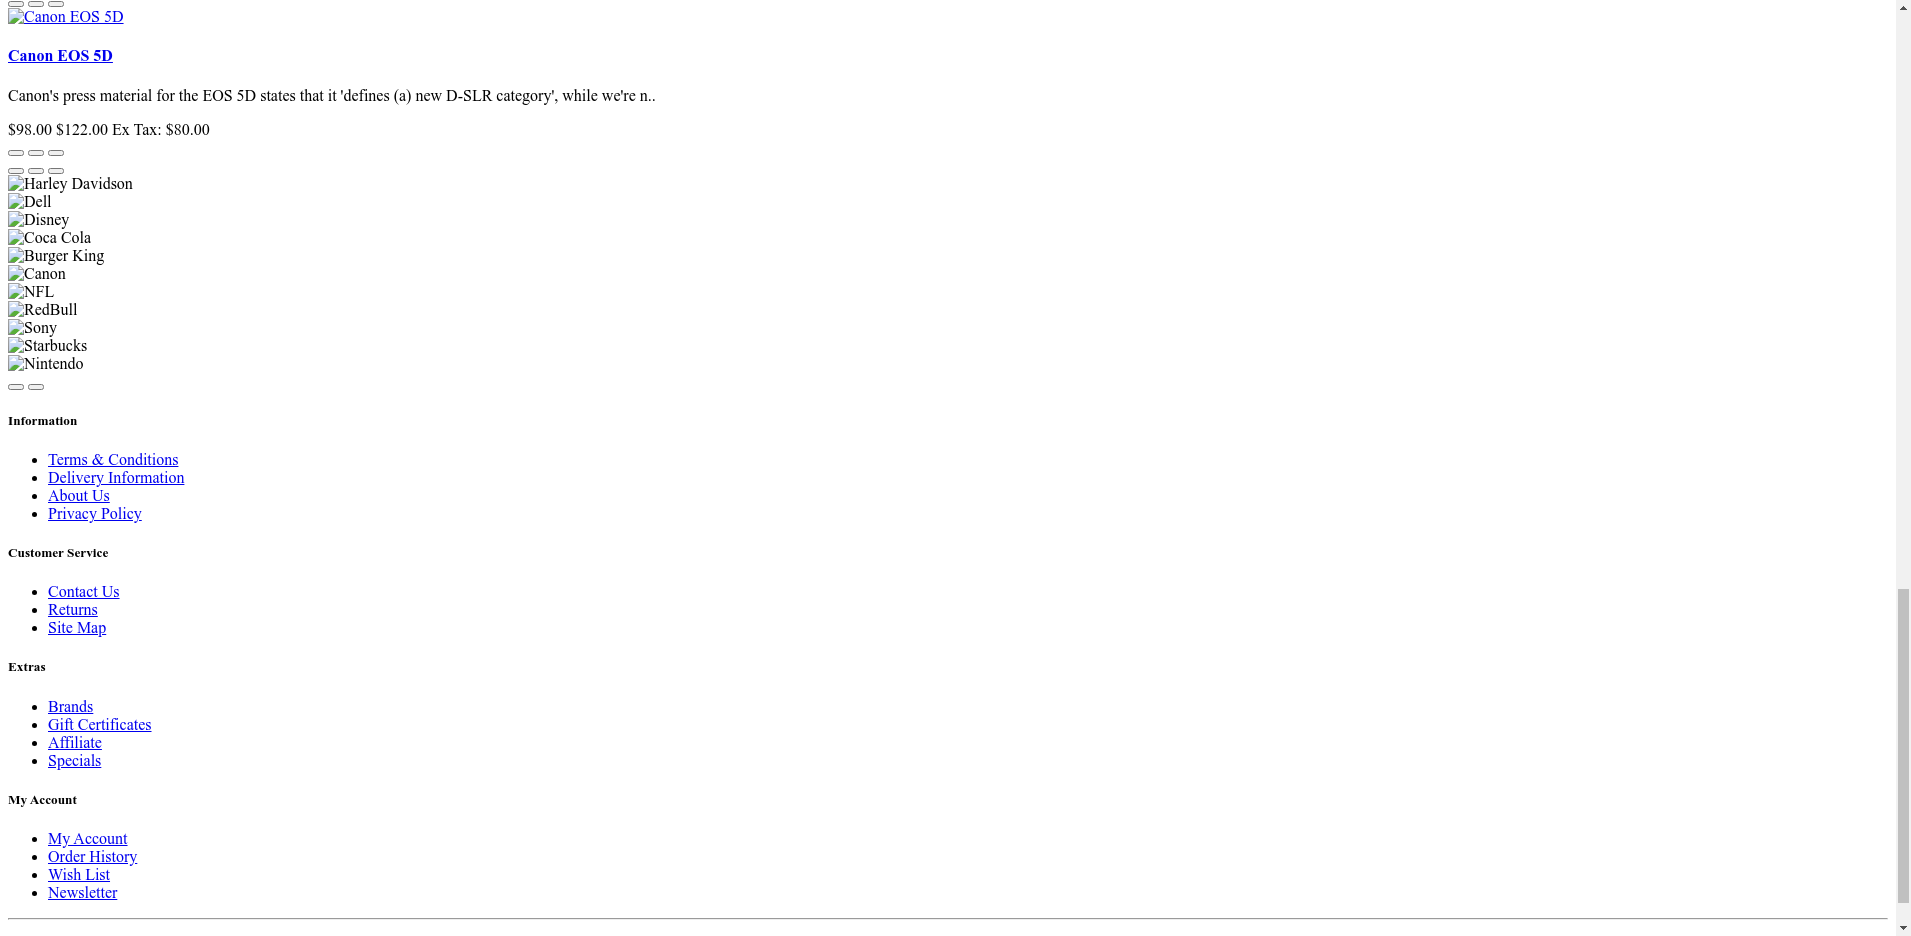 Canon EOS 5D
Canon EOS 5D
Canon's press material for the EOS 5D states that it 'defines (a) new D-SLR category', while we're n..
$98.00 $122.00 Ex Tax: $80.00
Harley Davidson
Dell
Disney
Coca Cola
Burger King
Canon
NFL
RedBull
Sony
Starbucks
Nintendo
Information
Terms & Conditions
Delivery Information
About Us
Privacy Policy
Customer Service
Contact Us
Returns
Site Map
Extras
Brands
Gift Certificates
Affiliate
Specials
My Account
My Account
Order History
Wish List
Newsletter